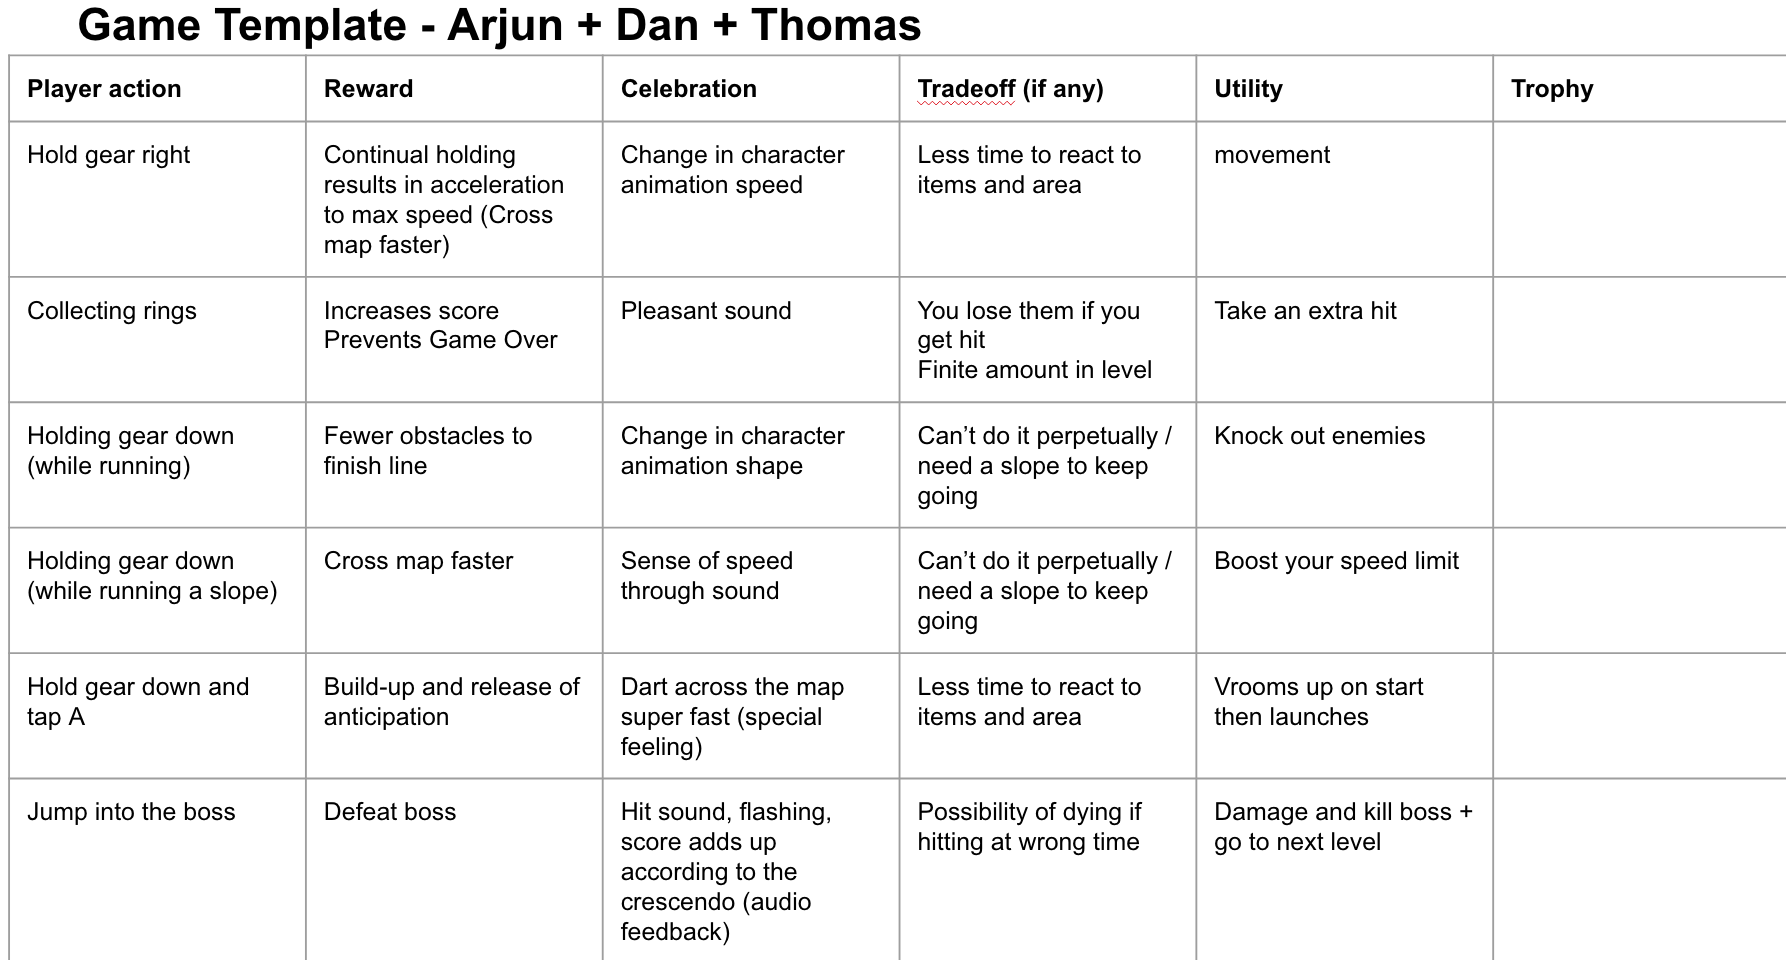 Game Template - Arjun + Dan + Thomas
Player action
Reward
Celebration
Tradeoff (if any)
Utility
Trophy
Hold gear right
Continual holding
results in acceleration
to max speed (Cross
map faster)
Change in character
animation speed
Less time to react to
items and area
movement
Collecting rings
Increases score
Prevents Game Over
Pleasant sound
You lose them if you
get hit
Finite amount in level
Take an extra hit
Holding gear down
(while running)
Fewer obstacles to
finish line
Change in character
animation shape
Can’t do it perpetually /
need a slope to keep
going
Knock out enemies
Holding gear down
(while running a slope)
Cross map faster
Sense of speed
through sound
Can’t do it perpetually /
need a slope to keep
going
Boost your speed limit
Hold gear down and
tap A
Build-up and release of
anticipation
Dart across the map
super fast (special
feeling)
Less time to react to
items and area
Vrooms up on start
then launches
Jump into the boss
Defeat boss
Hit sound, flashing,
score adds up
according to the
crescendo (audio
feedback)
Possibility of dying if
hitting at wrong time
Damage and kill boss +
go to next level